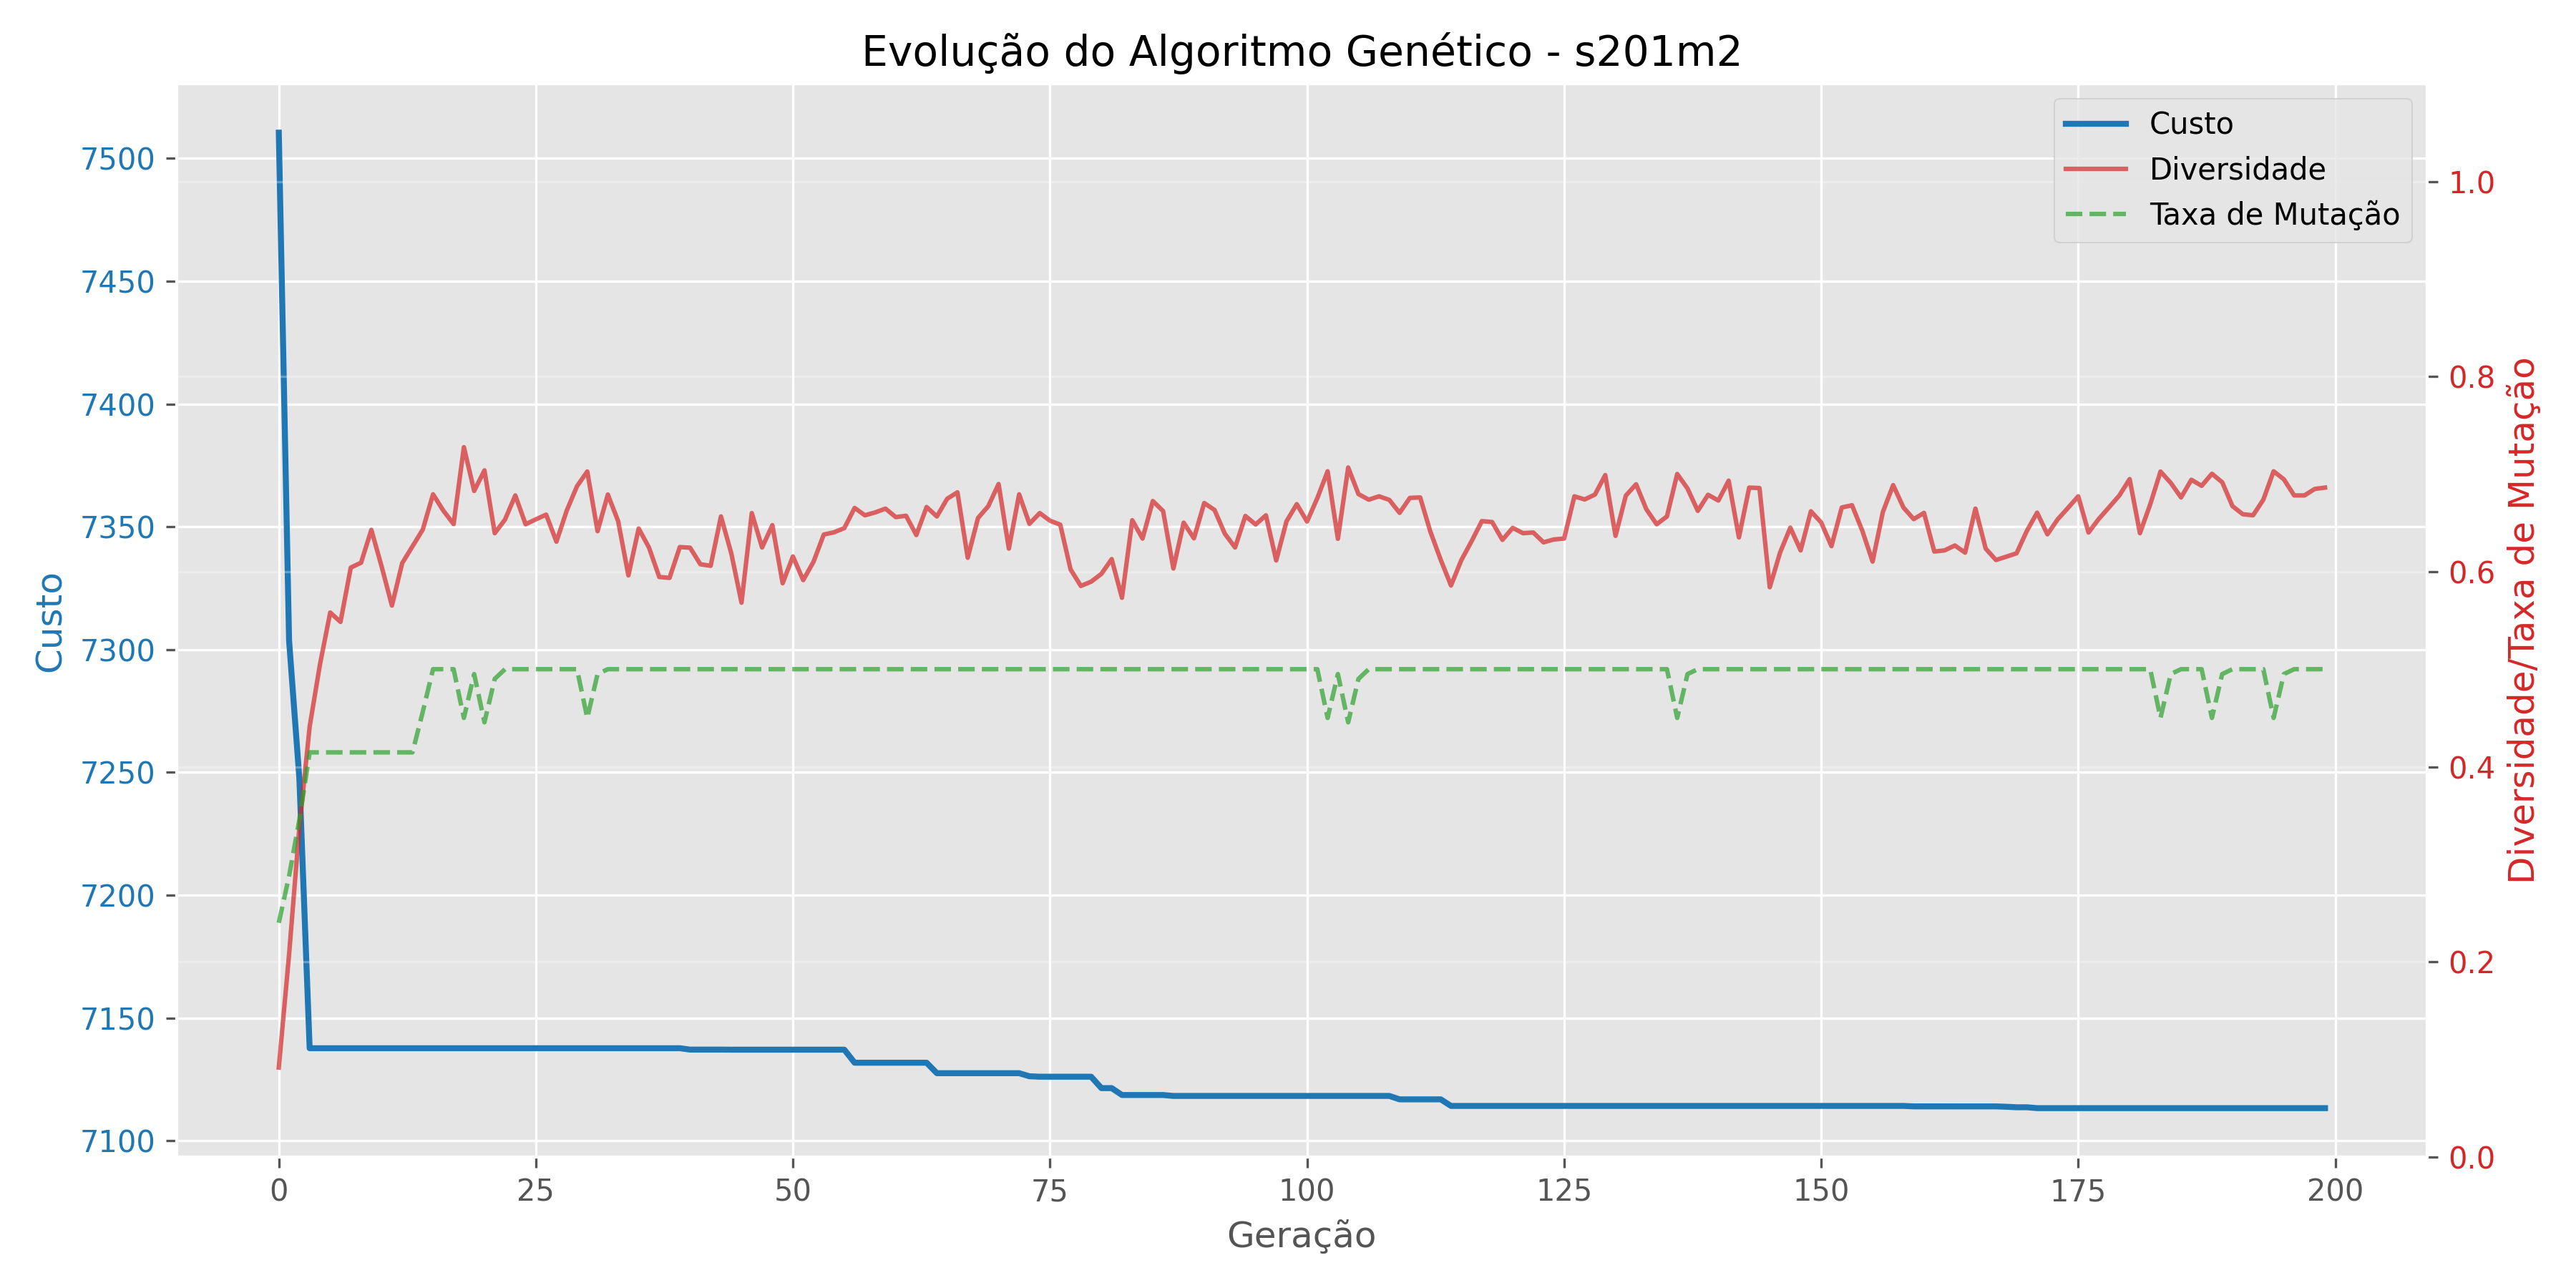 Evolução do Algoritmo Genético - s201m2
Custo
Diversidade
Taxa de Mutação
7500
7450
7400
7350
7300
7250
7200
7150
7100
Custo
1.0
0.8
0.6
0.4
0.2
0.0
Diversidade/Taxa de Mutação
0 25 50 75 100 125 150 175 200
Geração